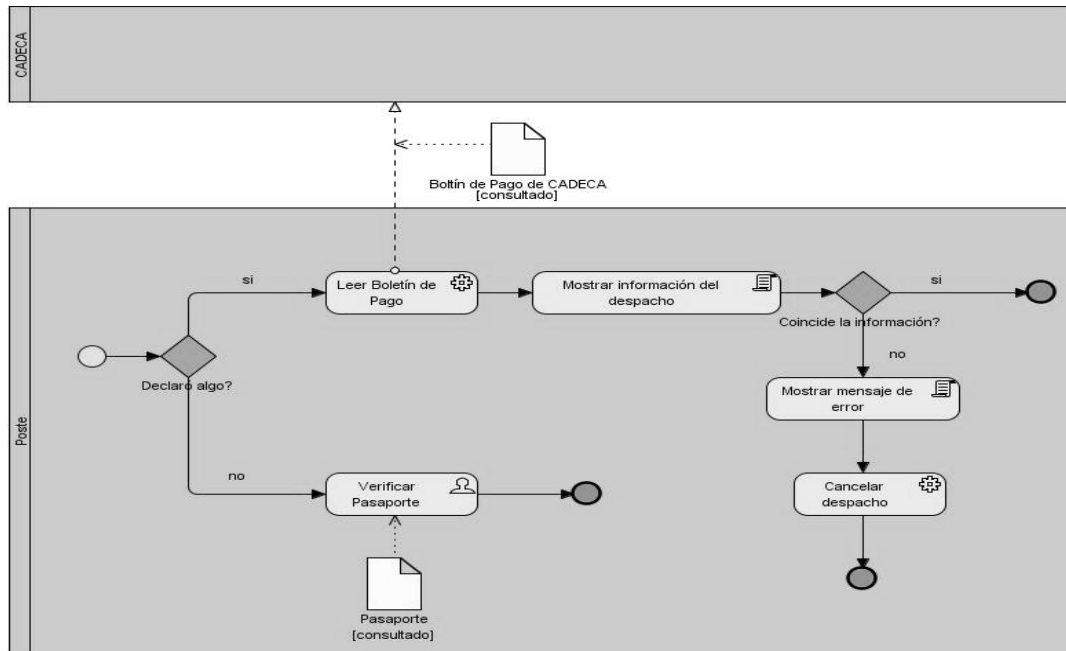 CADECA
Boltín de Pago de CADECA
[consultado]
Poste
si
Leer Boletín de
Pago
Mostrar información del
despacho
si
Coincide la información?
Declaró algo?
no
Mostrar mensaje de
error
no
Verificar
Pasaporte
Cancelar
despacho
Pasaporte
[consultado]